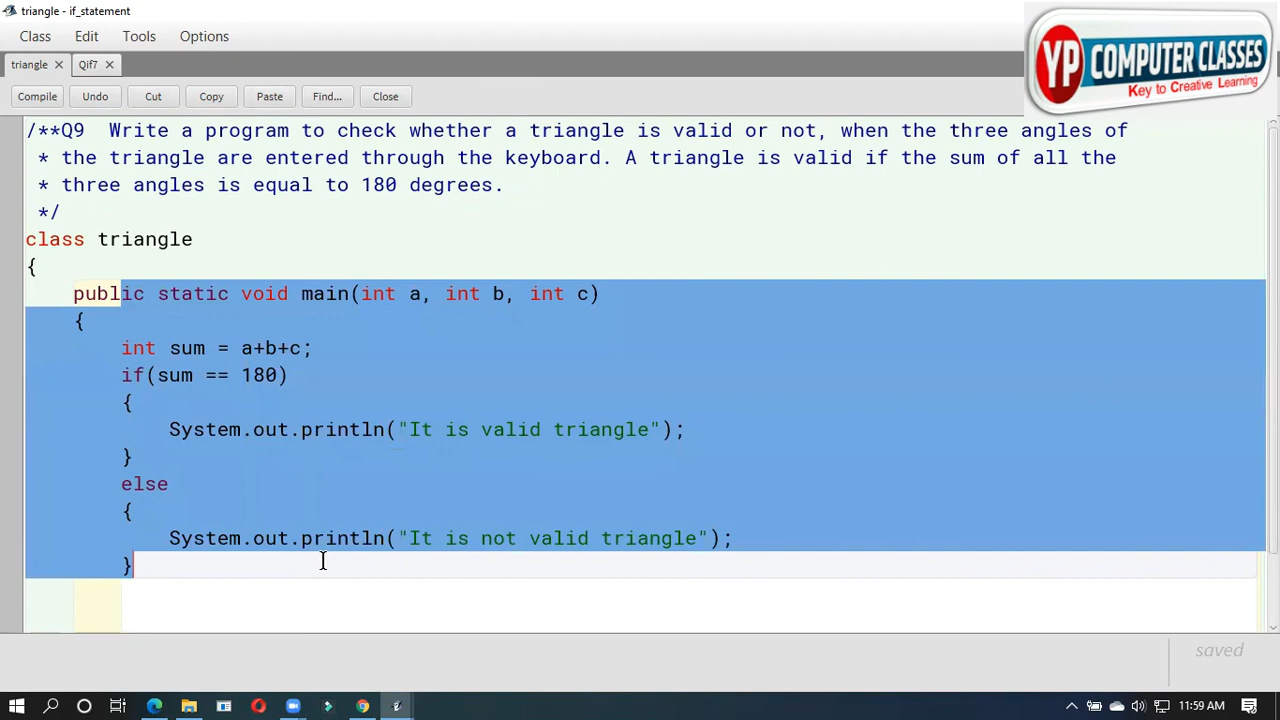 triangle - if_statement
Class Edit Tools Options
triangle Qif7
Compile Undo Cut Copy Paste Find... Close
YP COMPUTER CLASSES
Key to Creative Learning
/**Q9  Write a program to check whether a triangle is valid or not, when the three angles of
 * the triangle are entered through the keyboard. A triangle is valid if the sum of all the
 * three angles is equal to 180 degrees.
 */
class triangle
{
    public static void main(int a, int b, int c)
    {
        int sum = a+b+c;
        if(sum == 180)
        {
            System.out.println("It is valid triangle");
        }
        else
        {
            System.out.println("It is not valid triangle");
        }
saved
11:59 AM